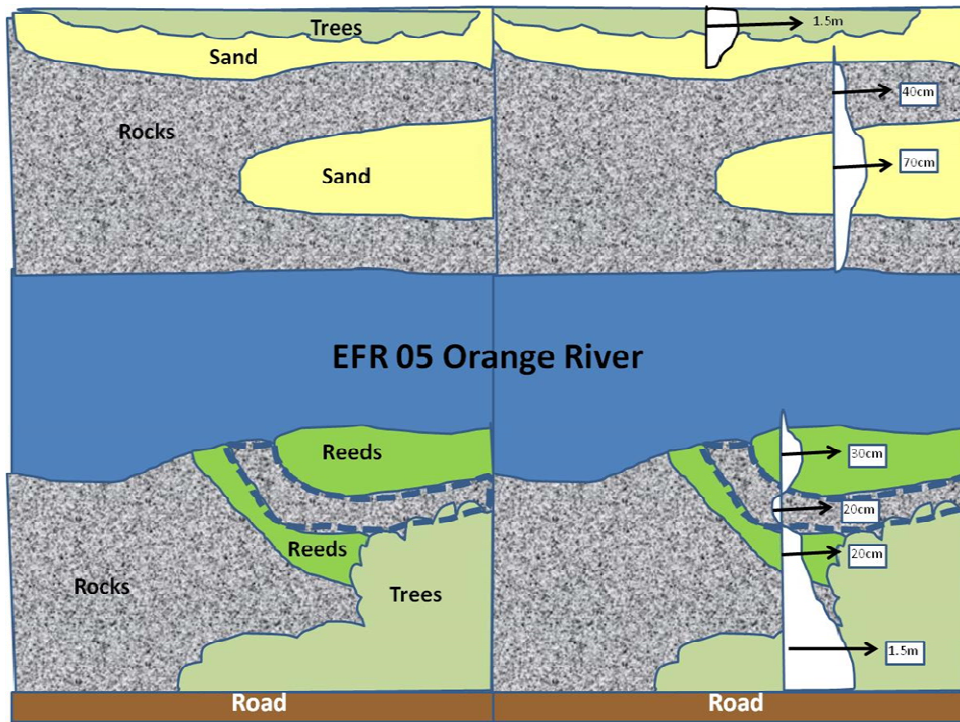 Trees
1.5m
Sand
40cm
Rocks
70cm
Sand
EFR 05 Orange River
Reeds
30cm
20cm
Reeds
20cm
Rocks
Trees
1.5m
Road
Road